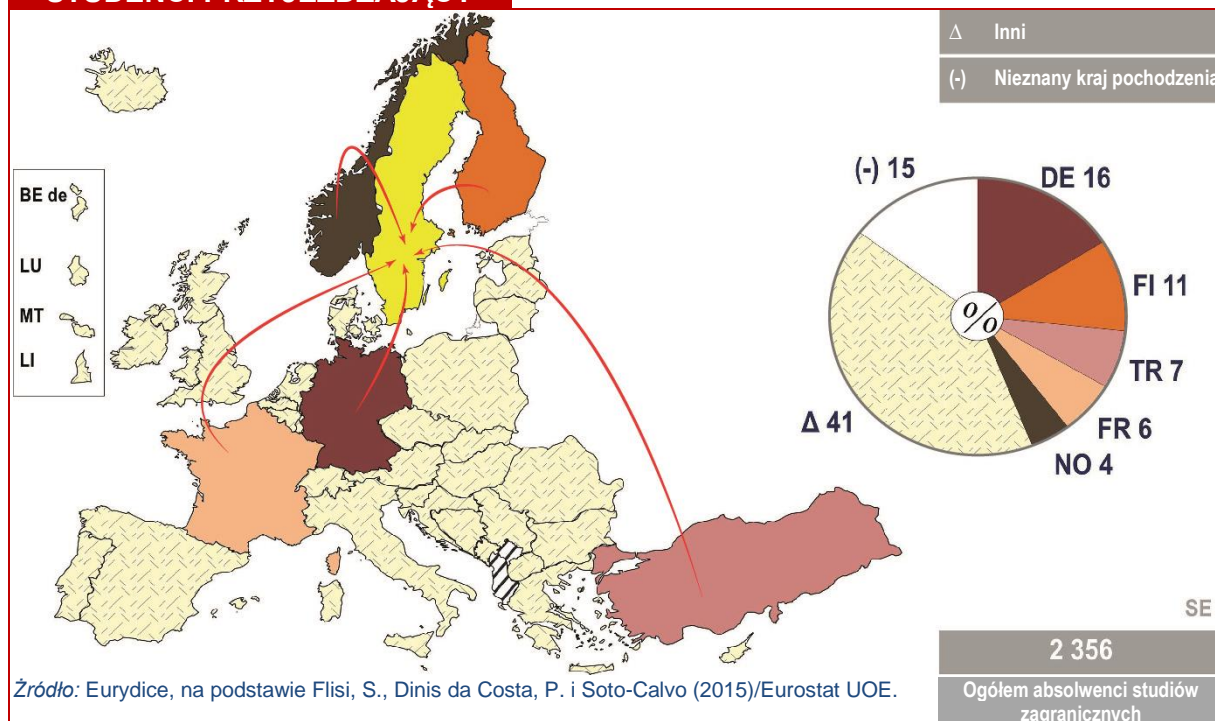 Δ Inni
(-) Nieznany kraj pochodzenia
BE de
LU
MT
LI
(-) 15
DE 16
FI 11
TR 7
FR 6
NO 4
Δ 41
%
SE
2 356
Ogółem absolwenci studiów
zagranicznych
Źródło: Eurydice, na podstawie Flisi, S., Dinis da Costa, P. i Soto-Calvo (2015)/Eurostat UOE.